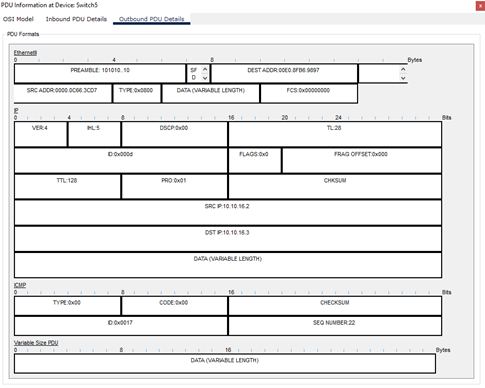 PDU Information at Device: Switch5
OSI Model Inbound PDU Details Outbound PDU Details
PDU Formats
EthernetII
0 4 8 Bytes
PREAMBLE: 101010..10 SF D DEST ADDR:00E0.8FB6.9897
SRC ADDR:0000.0C66.3CD7 TYPE:0x0800 DATA (VARIABLE LENGTH) FCS:0x00000000
IP
0 4 8 16 20 24 Bits
VER:4 IHL:5 DSCP:0x00 TL:28
ID:0x000d FLAGS:0x0 FRAG OFFSET:0x000
TTL:128 PRO:0x01 CHKSUM
SRC IP:10.10.16.2
DST IP:10.10.16.3
DATA (VARIABLE LENGTH)
ICMP
0 8 16 Bits
TYPE:0x00 CODE:0x00 CHECKSUM
ID:0x0017 SEQ NUMBER:22
Variable Size PDU
0 8 16 Bytes
DATA (VARIABLE LENGTH)